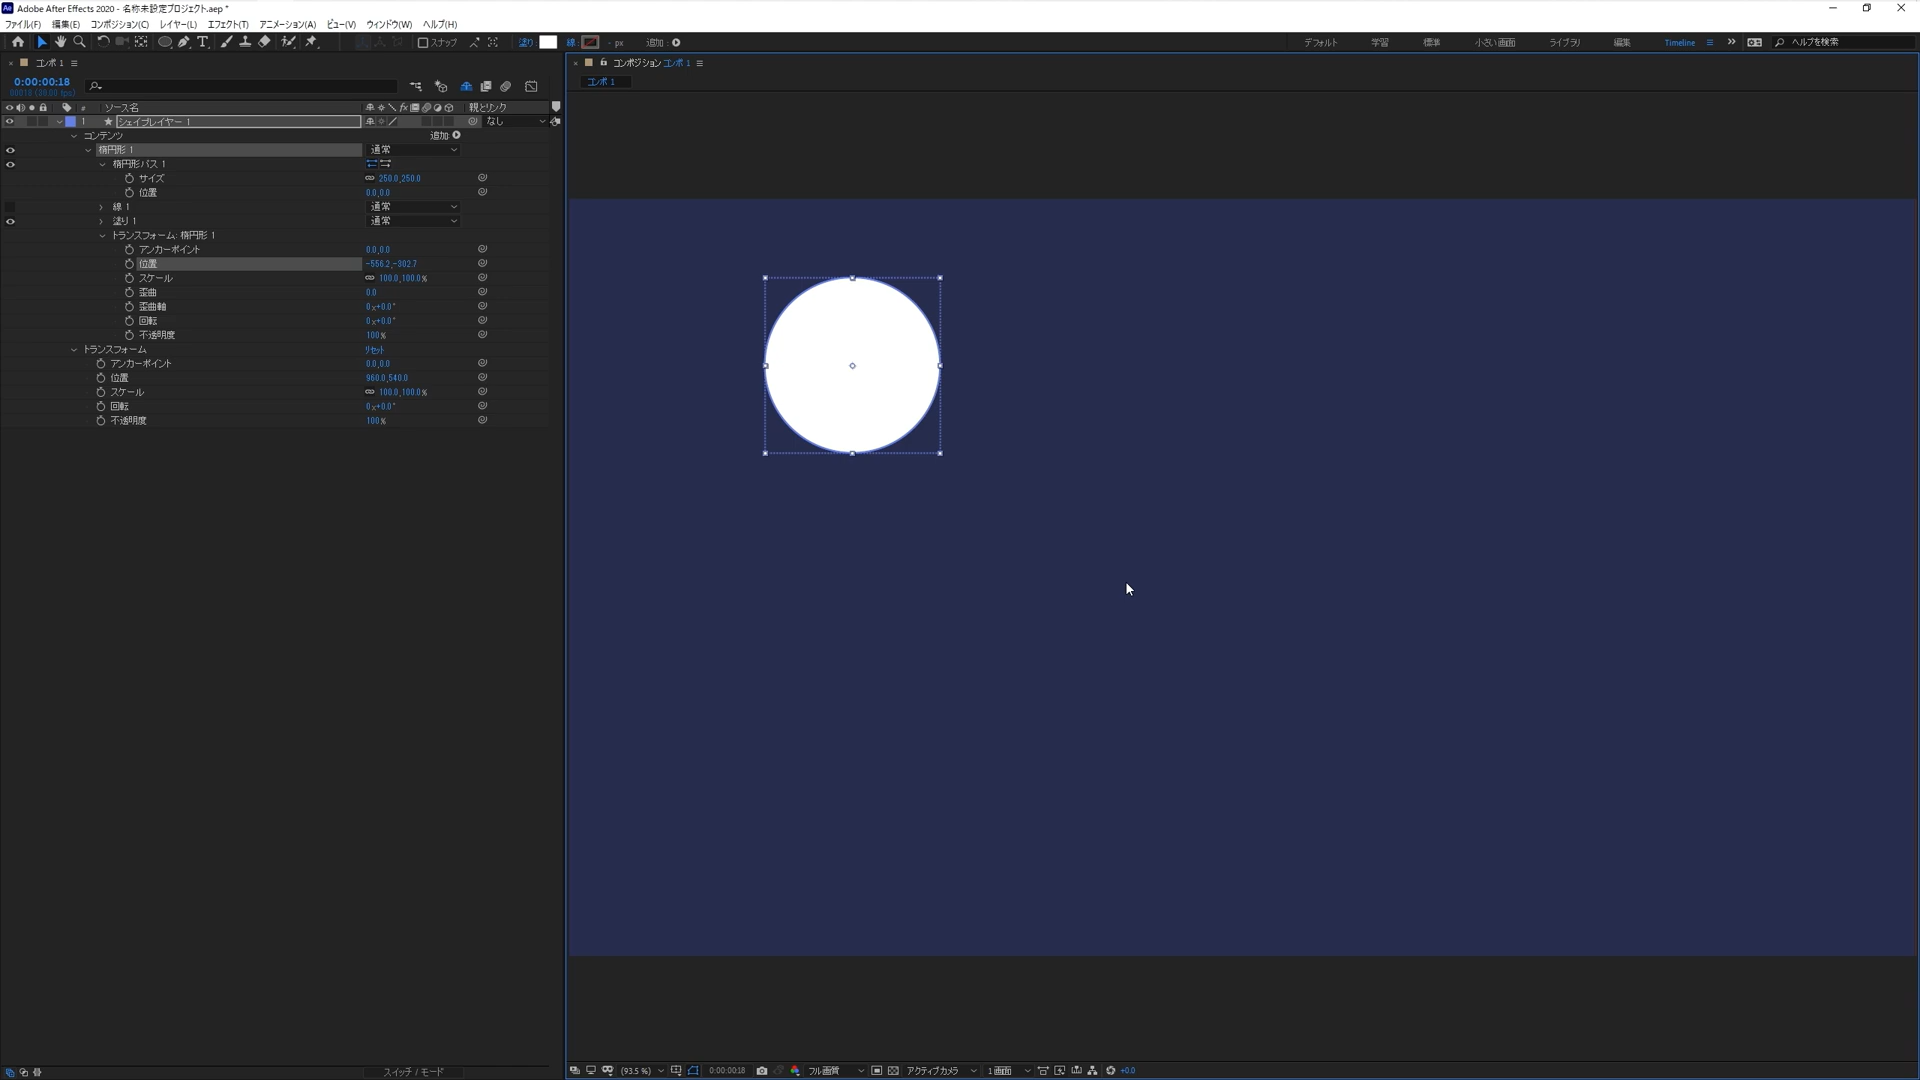 Adobe After Effects 2020 - 名称未設定プロジェクト.aep *
ファイル(F) 編集(E) コンポジション(C) レイヤー(L) エフェクト(T) アニメーション(A) ビュー(V) ウィンドウ(W) ヘルプ(H)
スナップ 塗り 線: - px 追加: デフォルト 学習 標準 小さい画面 ライブラリ 編集 Timeline ヘルプを検索
コンポ 1
コンポジション コンポ 1
コンポ 1
0:00:00:18
# ソース名 fx 親とリンク
1 シェイプレイヤー 1 なし
コンテンツ 追加:
楕円形 1 通常
楕円形パス 1
サイズ 250.0,250.0
位置 0.0,0.0
線 1 通常
塗り 1 通常
トランスフォーム: 楕円形 1
アンカーポイント 0.0,0.0
位置 -556.2,-302.7
スケール 100.0,100.0%
歪曲 0.0
歪曲軸 0x+0.0°
回転 0x+0.0°
不透明度 100%
トランスフォーム リセット
アンカーポイント 0.0,0.0
位置 960.0,540.0
スケール 100.0,100.0%
回転 0x+0.0°
不透明度 100%
スイッチ / モード
(93.5 %) 0:00:00:18 フル画質 アクティブカメラ 1画面 +0.0